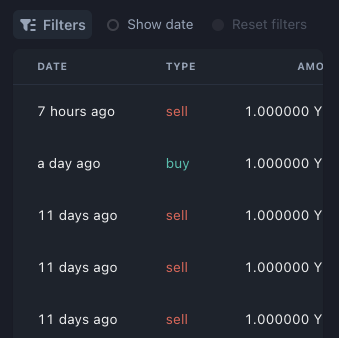 Filters Show date Reset filters
DATE TYPE AMO
7 hours ago sell 1.000000 Y
a day ago buy 1.000000 Y
11 days ago sell 1.000000 Y
11 days ago sell 1.000000 Y
11 days ago sell 1.000000 Y